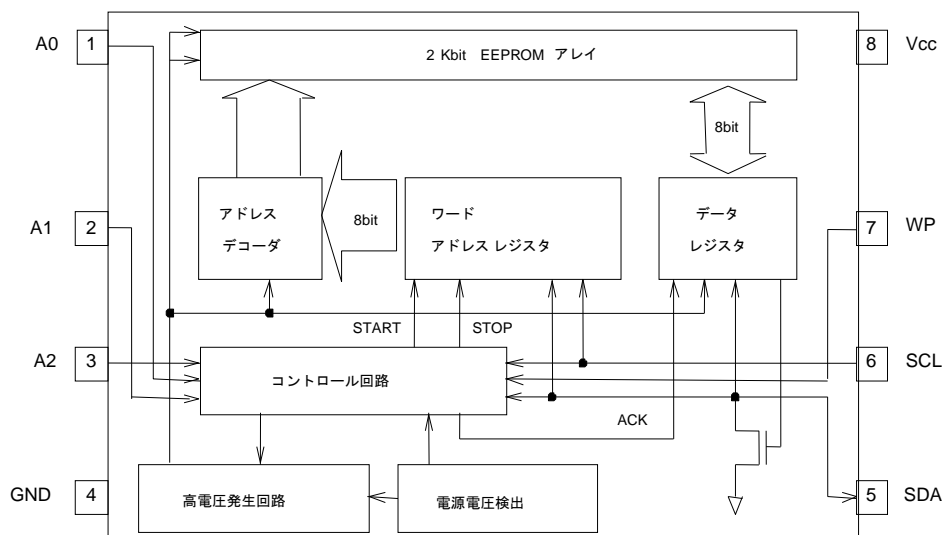 A0 1
2 Kbit EEPROM アレイ
8 Vcc
8bit
A1 2
アドレス
デコーダ
8bit
ワード
アドレス レジスタ
データ
レジスタ
7 WP
START
STOP
A2 3
コントロール回路
6 SCL
ACK
GND 4
高電圧発生回路
電源電圧検出
5 SDA